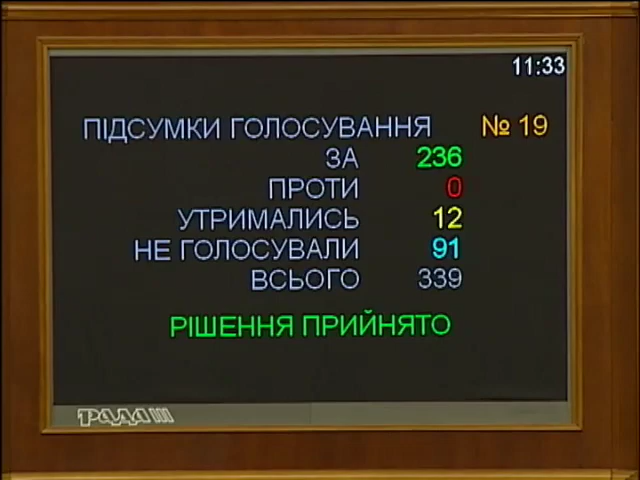 11:33
ПІДСУМКИ ГОЛОСУВАННЯ № 19
ЗА 236
ПРОТИ 0
УТРИМАЛИСЬ 12
НЕ ГОЛОСУВАЛИ 91
ВСЬОГО 339
РІШЕННЯ ПРИЙНЯТО
РАДА